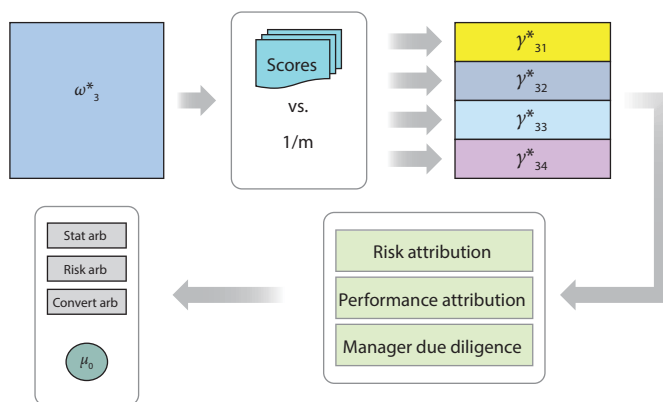 ω*₃
Scores
vs.
1/m
γ*₃₁
γ*₃₂
γ*₃₃
γ*₃₄
Risk attribution
Performance attribution
Manager due diligence
Stat arb
Risk arb
Convert arb
μ₀